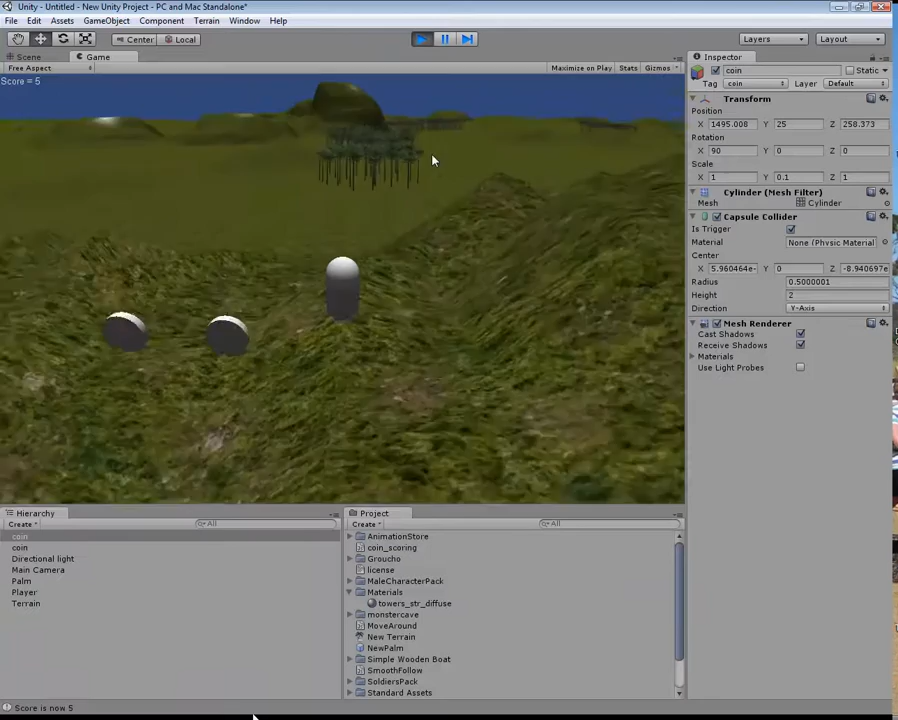 Unity - Untitled - New Unity Project - PC and Mac Standalone*
File Edit Assets GameObject Component Terrain Window Help
Center Local Layers Layout
Scene Game Inspector
Free Aspect Maximize on Play Stats Gizmos
coin Static
Score = 5
Tag coin Layer Default
Transform
Position
X 1495.008 Y 25 Z 258.373
Rotation
X 90 Y 0 Z 0
Scale
X 1 Y 0.1 Z 1
Cylinder (Mesh Filter)
Mesh Cylinder
Capsule Collider
Is Trigger
Material None (Physic Material
Center
X 5.960464e- Y 0 Z -8.940697e
Radius 0.5000001
Height 2
Direction Y-Axis
Mesh Renderer
Cast Shadows
Receive Shadows
Materials
Use Light Probes
Hierarchy
Create All
coin
coin
Directional light
Main Camera
Palm
Player
Terrain
Project
Create All
AnimationStore
coin_scoring
Groucho
license
MaleCharacterPack
Materials
towers_str_diffuse
monstercave
MoveAround
New Terrain
NewPalm
Simple Wooden Boat
SmoothFollow
SoldiersPack
Standard Assets
Score is now 5